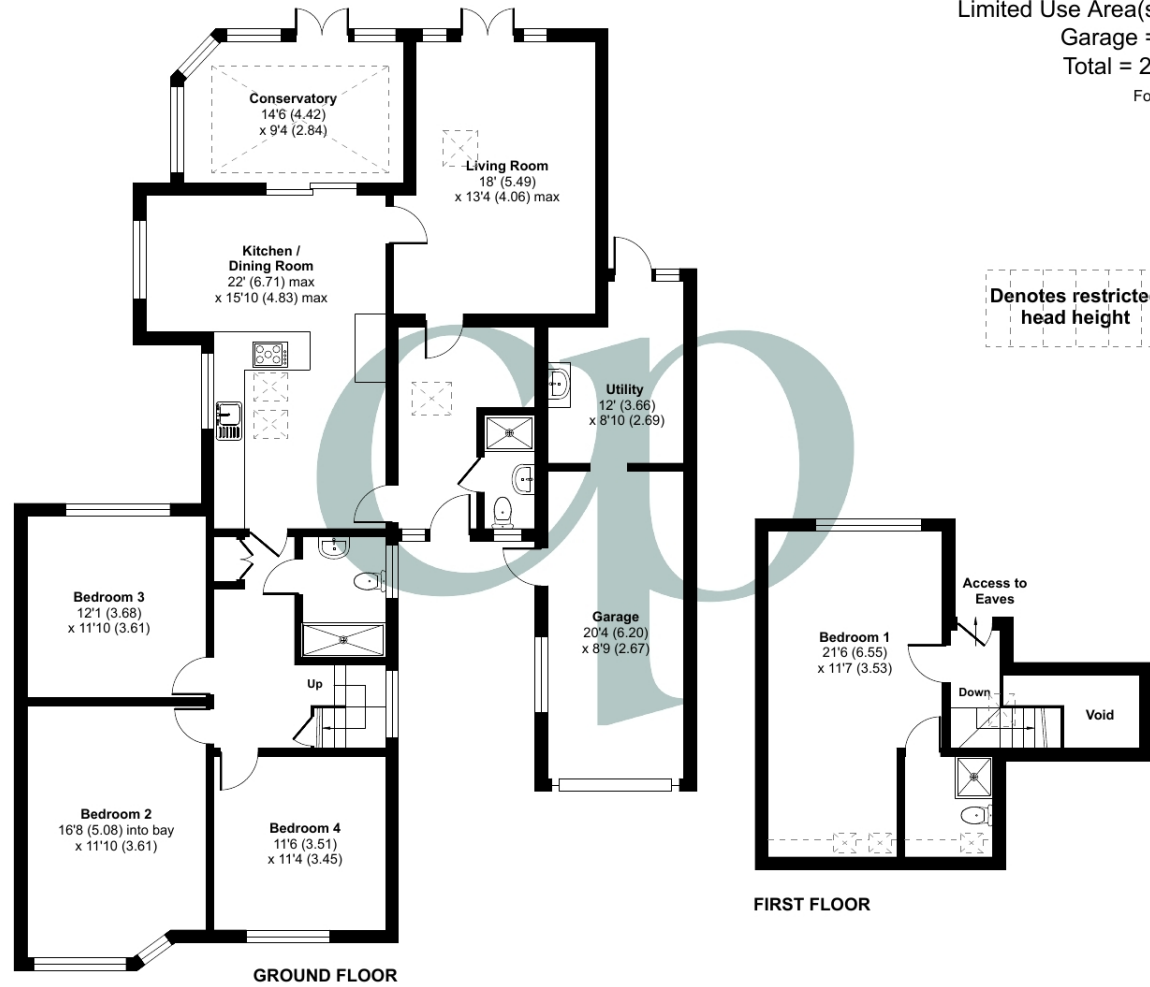 Limited Use Area(s
Garage =
Total = 2
Fo
Conservatory
14'6 (4.42)
x 9'4 (2.84)
Living Room
18' (5.49)
x 13'4 (4.06) max
Kitchen /
Dining Room
22' (6.71) max
x 15'10 (4.83) max
Denotes restricte
head height
Utility
12' (3.66)
x 8'10 (2.69)
cp
Bedroom 3
12'1 (3.68)
x 11'10 (3.61)
Garage
20'4 (6.20)
x 8'9 (2.67)
Access to
Eaves
Bedroom 1
21'6 (6.55)
x 11'7 (3.53)
Up
Down
Void
Bedroom 2
16'8 (5.08) into bay
x 11'10 (3.61)
Bedroom 4
11'6 (3.51)
x 11'4 (3.45)
FIRST FLOOR
GROUND FLOOR